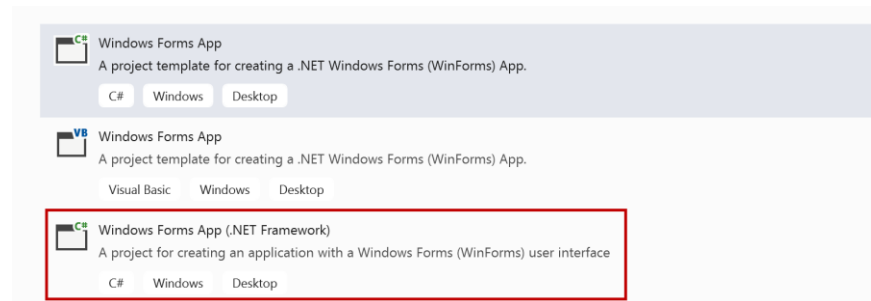 C#
Windows Forms App
A project template for creating a .NET Windows Forms (WinForms) App.
C# Windows Desktop
VB
Windows Forms App
A project template for creating a .NET Windows Forms (WinForms) App.
Visual Basic Windows Desktop
C#
Windows Forms App (.NET Framework)
A project for creating an application with a Windows Forms (WinForms) user interface
C# Windows Desktop